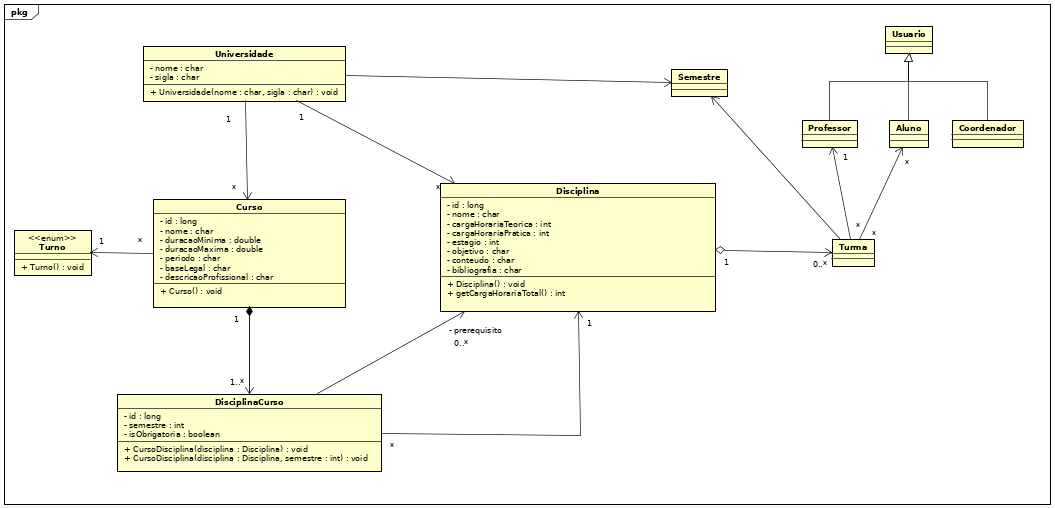 pkg
Universidade
- nome : char
- sigla : char
+ Universidade(nome : char, sigla : char) : void
Semestre
Usuario
Professor
Aluno
Coordenador
1
1
1
*
*
*
*
*
Curso
- id : long
- nome : char
- duracaoMinima : double
- duracaoMaxima : double
- periodo : char
- baseLegal : char
- descricaoProfissional : char
+ Curso() : void
Disciplina
- id : long
- nome : char
- cargaHorariaTeorica : int
- cargaHorariaPratica : int
- estagio : int
- objetivo : char
- conteudo : char
- bibliografia : char
+ Disciplina() : void
+ getCargaHorariaTotal() : int
<<enum>>
Turno
+ Turno() : void
1
*
Turma
1
0..*
1
1..*
- prerequisito
0..*
1
DisciplinaCurso
- id : long
- semestre : int
- isObrigatoria : boolean
+ CursoDisciplina(disciplina : Disciplina) : void
+ CursoDisciplina(disciplina : Disciplina, semestre : int) : void
*